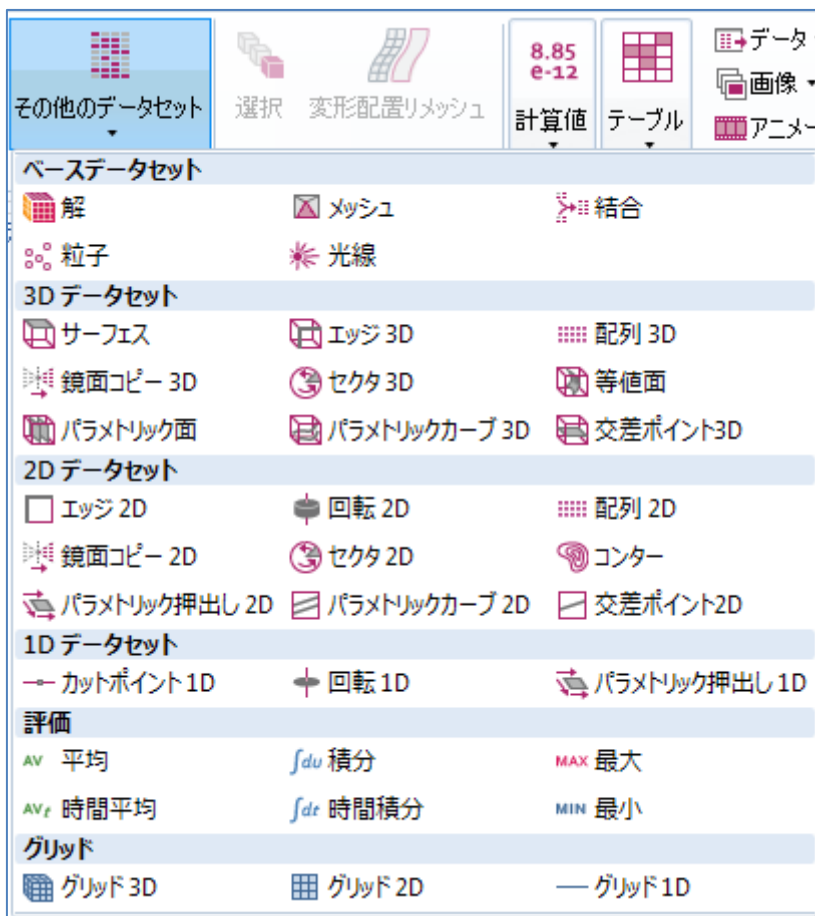 その他のデータセット
選択
変形配置リメッシュ
8.85
e-12
計算値
テーブル
データ
画像
アニメー
ベースデータセット
解 メッシュ 結合
粒子 光線
3D データセット
サーフェス エッジ 3D 配列 3D
鏡面コピー 3D セクタ 3D 等値面
パラメトリック面 パラメトリックカーブ 3D 交差ポイント3D
2D データセット
エッジ 2D 回転 2D 配列 2D
鏡面コピー 2D セクタ 2D コンター
パラメトリック押出し 2D パラメトリックカーブ 2D 交差ポイント2D
1D データセット
カットポイント 1D 回転 1D パラメトリック押出し 1D
評価
AV 平均 ∫du 積分 MAX 最大
AVt 時間平均 ∫dt 時間積分 MIN 最小
グリッド
グリッド 3D グリッド 2D グリッド 1D